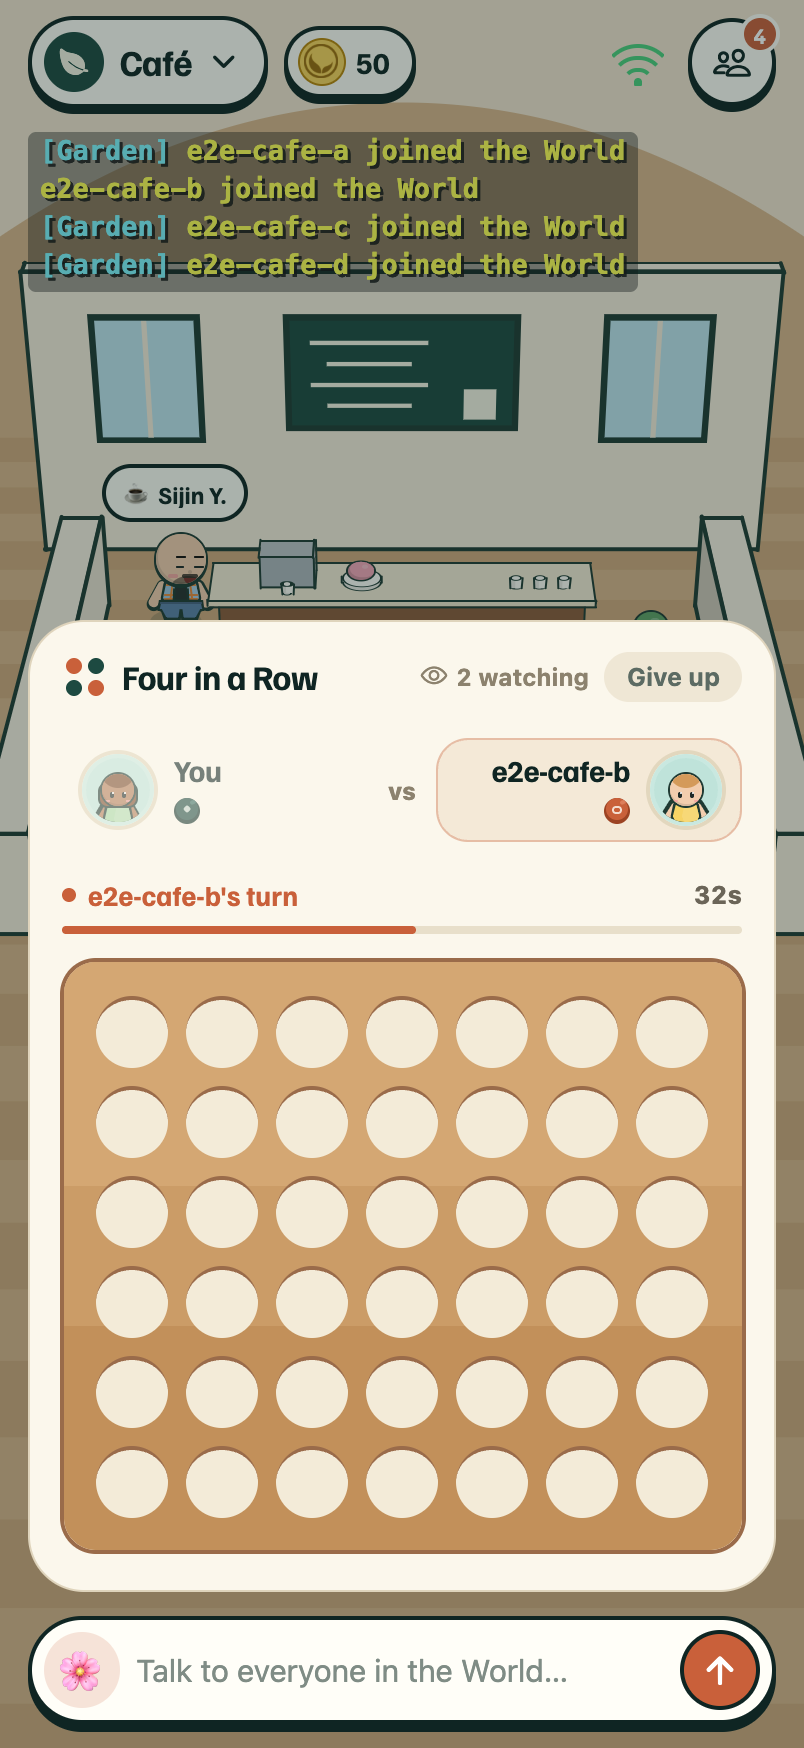 Café
50
4
[Garden] e2e-cafe-a joined the World
e2e-cafe-b joined the World
[Garden] e2e-cafe-c joined the World
[Garden] e2e-cafe-d joined the World
Sijin Y.
Four in a Row
2 watching
Give up
You
vs
e2e-cafe-b
e2e-cafe-b's turn
32s
Talk to everyone in the World...